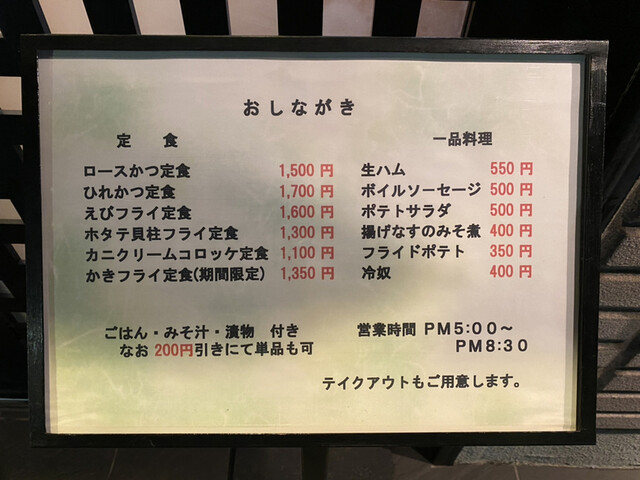 おしながき
定　食
ロースかつ定食 1,500 円
ひれかつ定食 1,700 円
えびフライ定食 1,600 円
ホタテ貝柱フライ定食 1,300 円
カニクリームコロッケ定食 1,100 円
かきフライ定食(期間限定) 1,350 円
ごはん・みそ汁・漬物　付き
なお 200円引きにて単品も可
一品料理
生ハム 550 円
ボイルソーセージ 500 円
ポテトサラダ 500 円
揚げなすのみそ煮 400 円
フライドポテト 350 円
冷奴 400 円
営業時間 PM5:00～
PM8:30
テイクアウトもご用意します。